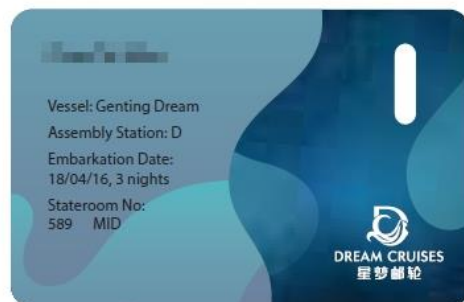 Vessel: Genting Dream
Assembly Station: D
Embarkation Date:
18/04/16, 3 nights
Stateroom No:
589 MID
DREAM CRUISES
星梦邮轮